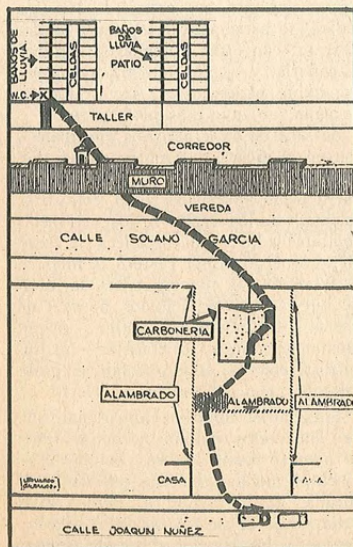 BAÑOS DE LLUVIA
CELDAS
BAÑOS DE LLUVIA
PATIO
CELDAS
W.C.
X
TALLER
CORREDOR
MURO
VEREDA
CALLE SOLANO GARCIA
CARBONERIA
ALAMBRADO
ALAMBRADO
ALAMBRADO
CASA
CASA
CALLE JOAQUIN NUÑEZ